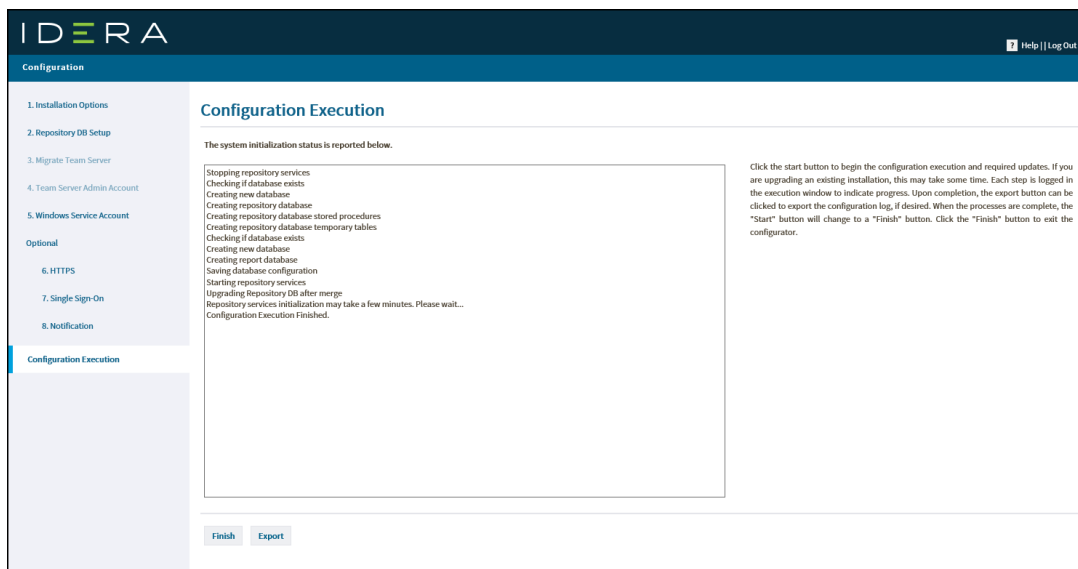 IDERA
? Help | | Log Out
Configuration
1. Installation Options
2. Repository DB Setup
3. Migrate Team Server
4. Team Server Admin Account
5. Windows Service Account
Optional
6. HTTPS
7. Single Sign-On
8. Notification
Configuration Execution
Configuration Execution
The system initialization status is reported below.
Stopping repository services
Checking if database exists
Creating new database
Creating repository database
Creating repository database stored procedures
Creating repository database temporary tables
Checking if database exists
Creating new database
Creating report database
Saving database configuration
Starting repository services
Upgrading Repository DB after merge
Repository services initialization may take a few minutes. Please wait...
Configuration Execution Finished.
Click the start button to begin the configuration execution and required updates. If you
are upgrading an existing installation, this may take some time. Each step is logged in
the execution window to indicate progress. Upon completion, the export button can be
clicked to export the configuration log, if desired. When the processes are complete, the
"Start" button will change to a "Finish" button. Click the "Finish" button to exit the
configurator.
Finish Export